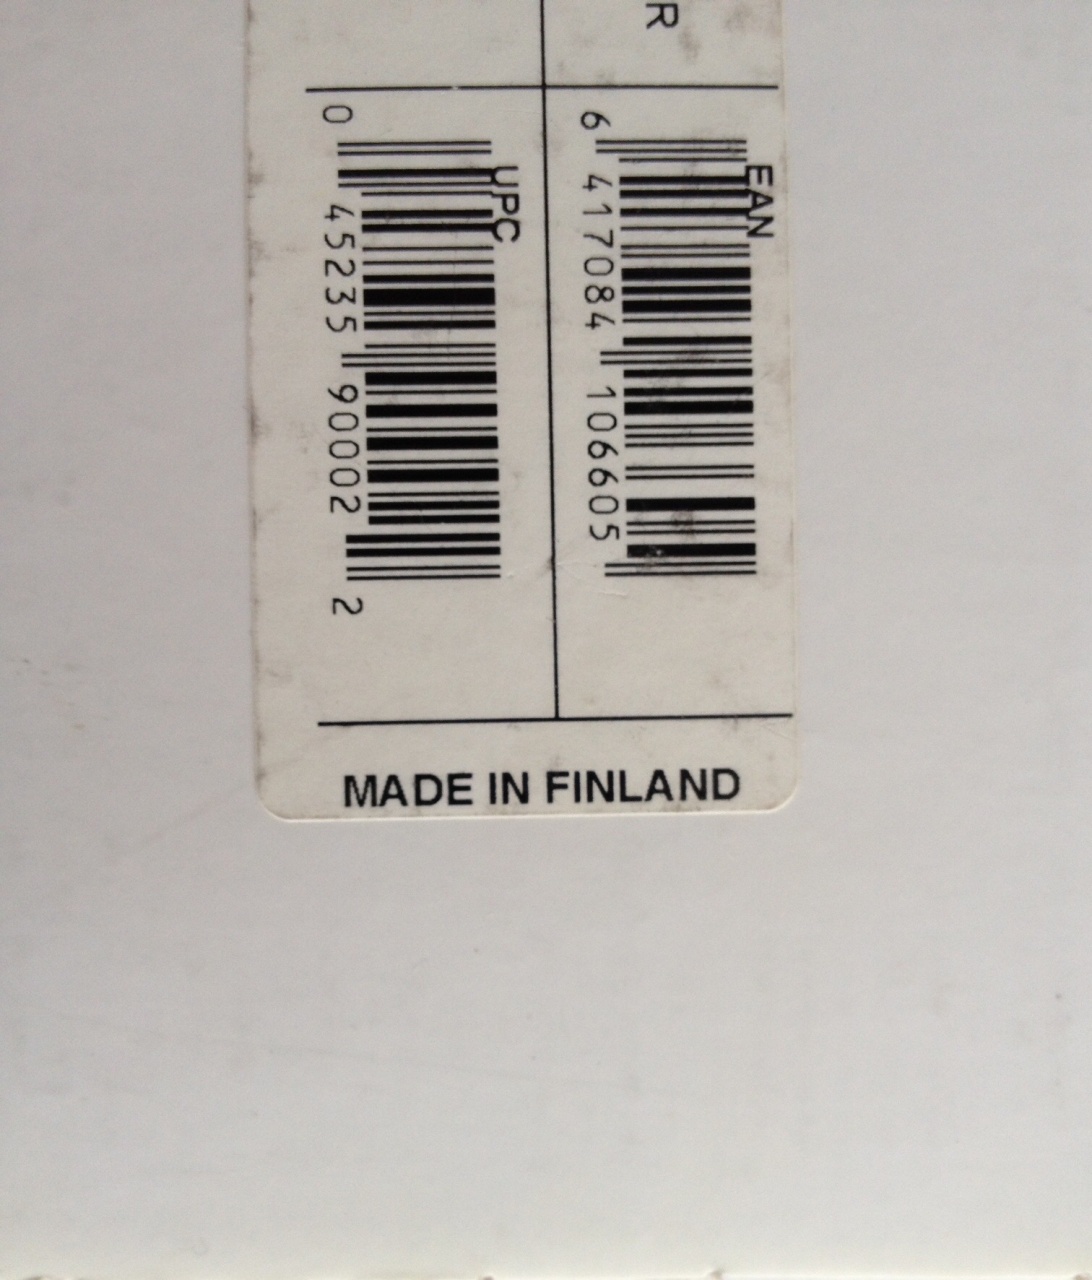 R
UPC
0 45235 90002 2
EAN
6 417084 106605
MADE IN FINLAND